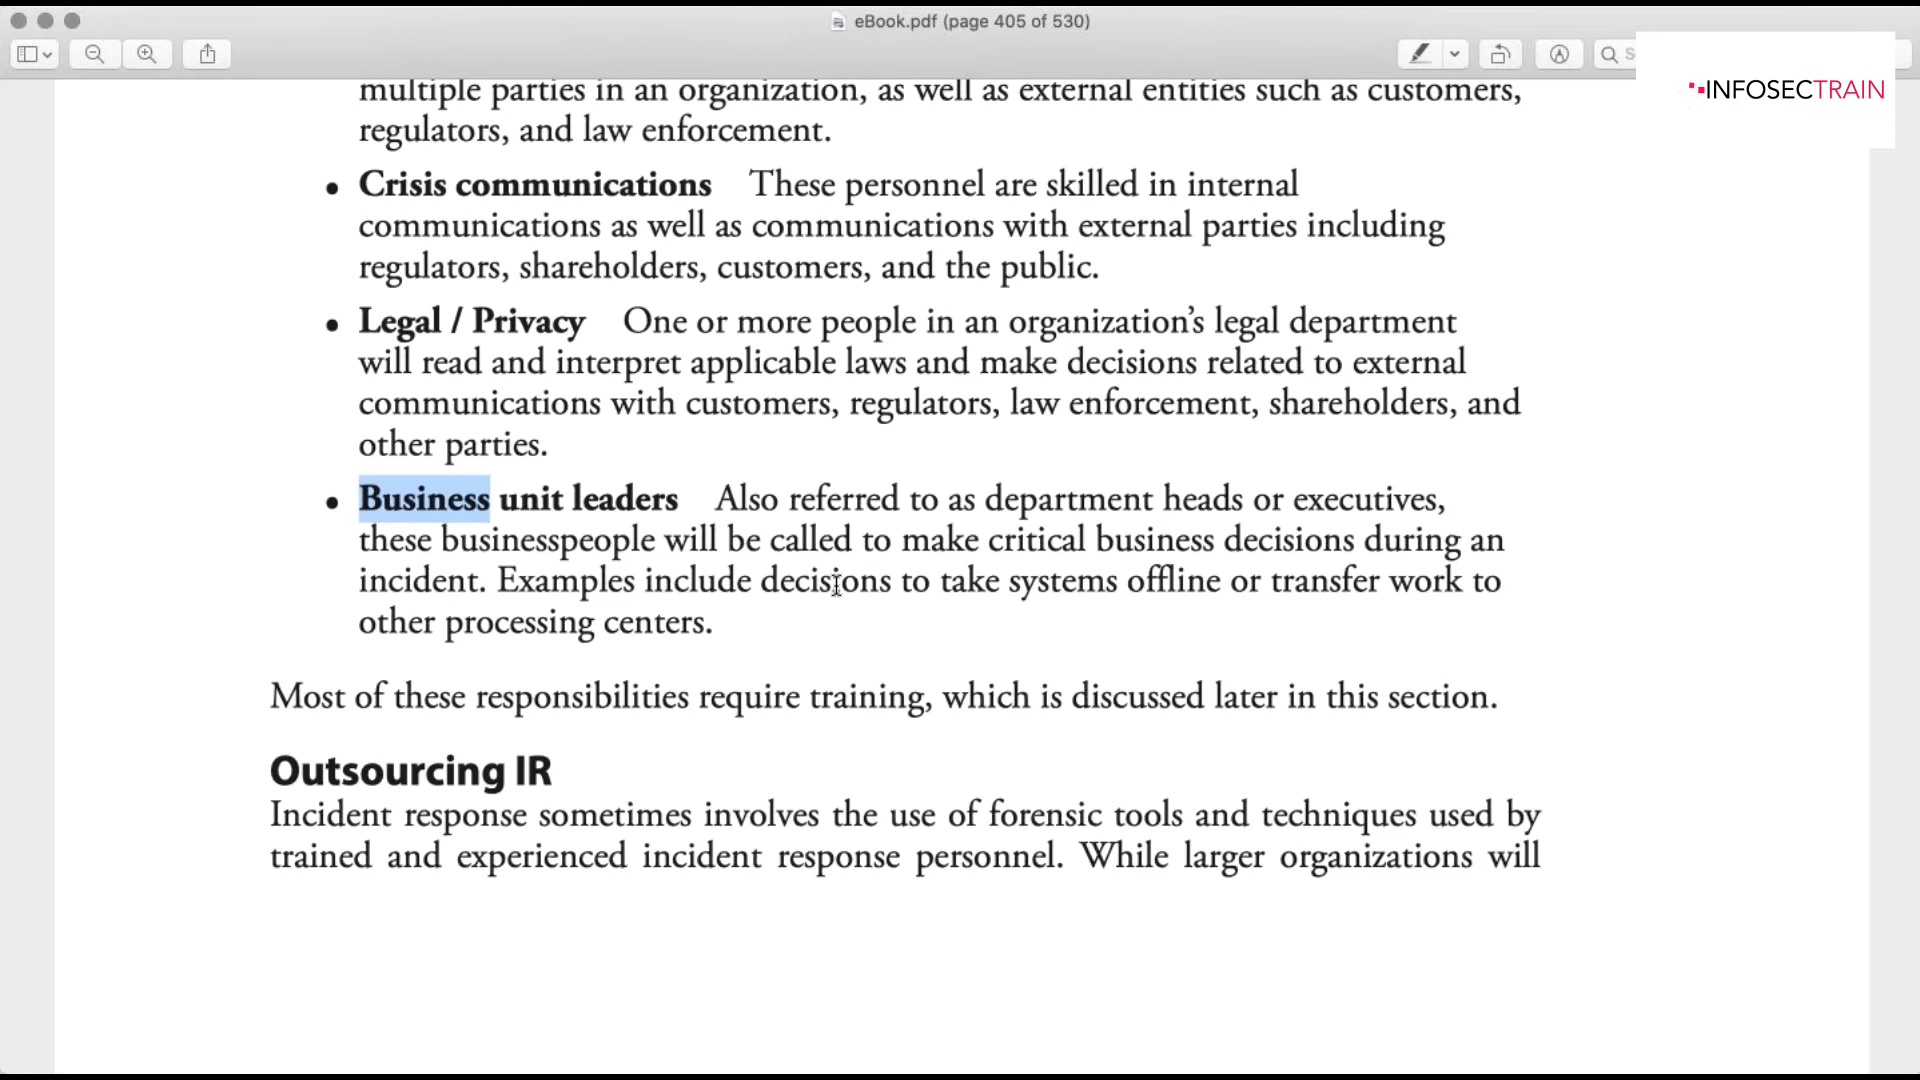 eBook.pdf (page 405 of 530)
INFOSECTRAIN
multiple parties in an organization, as well as external entities such as customers,
regulators, and law enforcement.
• Crisis communications These personnel are skilled in internal
communications as well as communications with external parties including
regulators, shareholders, customers, and the public.
• Legal / Privacy One or more people in an organization’s legal department
will read and interpret applicable laws and make decisions related to external
communications with customers, regulators, law enforcement, shareholders, and
other parties.
• Business unit leaders Also referred to as department heads or executives,
these businesspeople will be called to make critical business decisions during an
incident. Examples include decisions to take systems offline or transfer work to
other processing centers.
Most of these responsibilities require training, which is discussed later in this section.
Outsourcing IR
Incident response sometimes involves the use of forensic tools and techniques used by
trained and experienced incident response personnel. While larger organizations will